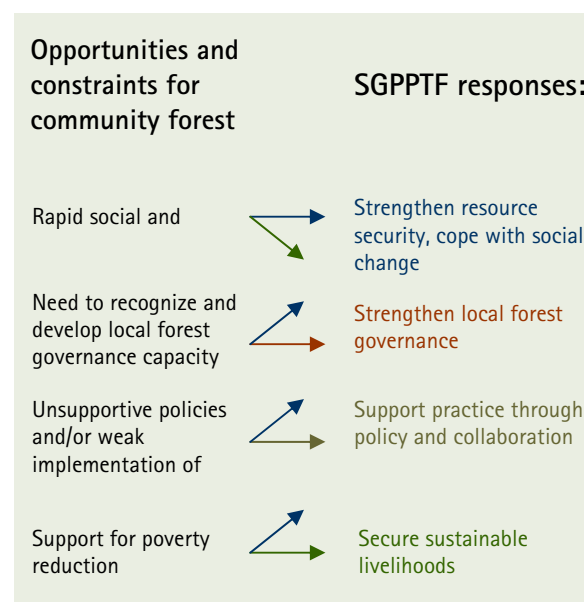 Opportunities and
constraints for
community forest
SGPPTF responses:
Rapid social and
Strengthen resource
security, cope with social
change
Need to recognize and
develop local forest
governance capacity
Strengthen local forest
governance
Unsupportive policies
and/or weak
implementation of
Support practice through
policy and collaboration
Support for poverty
reduction
Secure sustainable
livelihoods